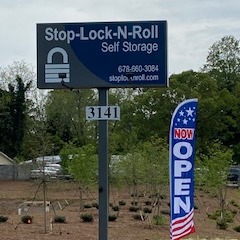 Stop-Lock-N-Roll
Self Storage
678-660-3084
stoplocknroll.com
3141
NOW
OPEN